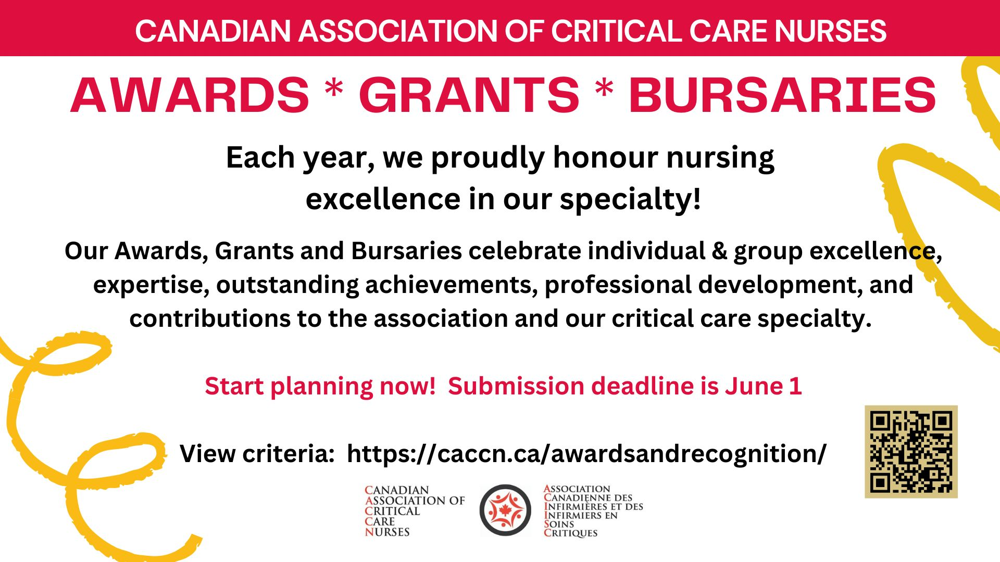 CANADIAN ASSOCIATION OF CRITICAL CARE NURSES
AWARDS * GRANTS * BURSARIES
Each year, we proudly honour nursing
excellence in our specialty!
Our Awards, Grants and Bursaries celebrate individual & group excellence,
expertise, outstanding achievements, professional development, and
contributions to the association and our critical care specialty.
Start planning now!  Submission deadline is June 1
View criteria:  https://caccn.ca/awardsandrecognition/
CANADIAN
ASSOCIATION OF
CRITICAL
CARE
NURSES
ASSOCIATION
CANADIENNE DES
INFIRMIÈRES ET DES
INFIRMIERS EN
SOINS
CRITIQUES